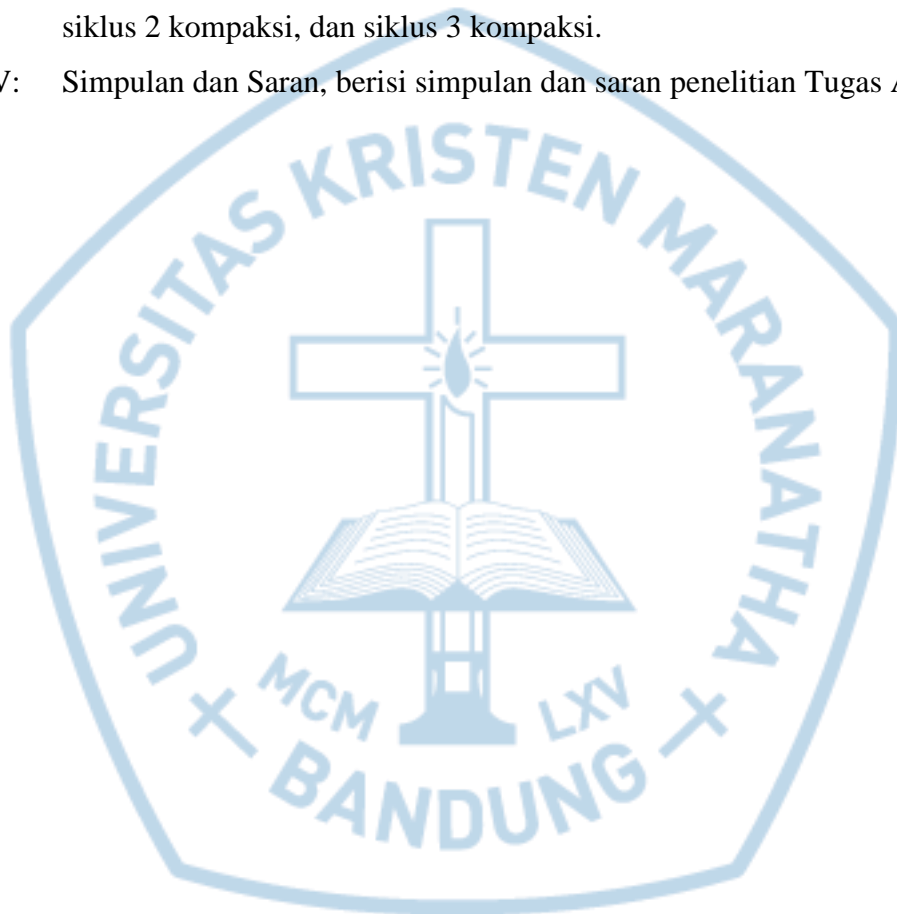 siklus 2 kompaksi, dan siklus 3 kompaksi.
V: Simpulan dan Saran, berisi simpulan dan saran penelitian Tugas A
UNIVERSITAS KRISTEN MARANATHA
MCM LXV
BANDUNG